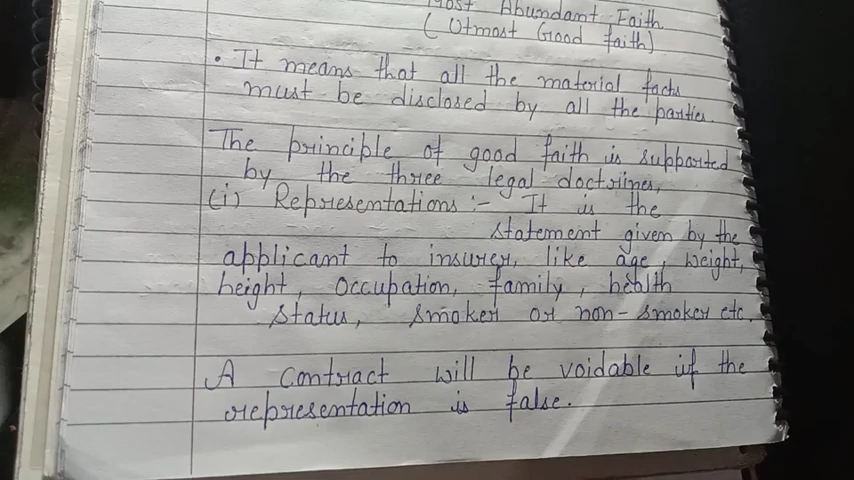 Most Abundant Faith
(Utmost Good faith)
• It means that all the material facts
must be disclosed by all the parties.
The principle of good faith is supported
by the three legal doctrines,
(i) Representations :- It is the
statement given by the
applicant to insurer, like age, weight,
height, occupation, family, health
status, smoker or non-smoker etc.
A contract will be voidable if the
representation is false.